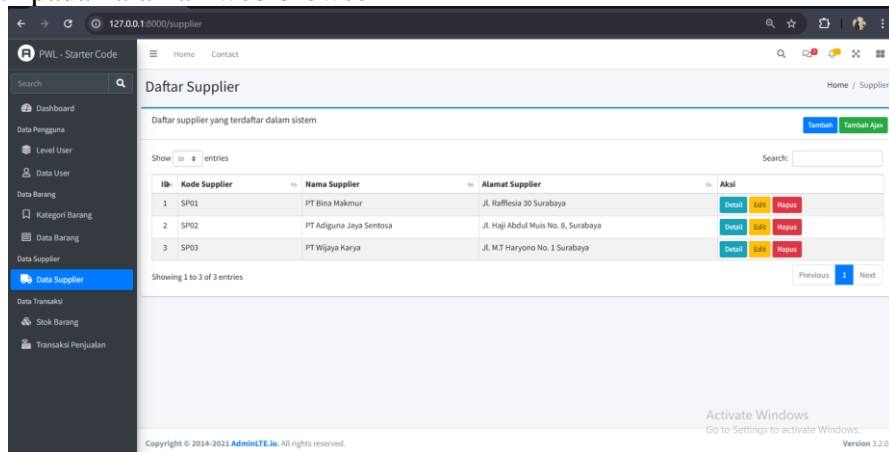 127.0.0.1:8000/supplier
PWL - Starter Code
Home Contact
Search
Daftar Supplier
Home / Supplier
Dashboard
Data Pengguna
Level User
Data User
Data Barang
Kategori Barang
Data Barang
Data Supplier
Data Supplier
Data Transaksi
Stok Barang
Transaksi Penjualan
Daftar supplier yang terdaftar dalam sistem
Tambah Tambah Ajax
Show 10 entries
Search:
ID Kode Supplier Nama Supplier Alamat Supplier Aksi
1 SP01 PT Bina Makmur Jl. Rafflesia 30 Surabaya Detail Edit Hapus
2 SP02 PT Adiguna Jaya Sentosa Jl. Haji Abdul Muis No. 8, Surabaya Detail Edit Hapus
3 SP03 PT Wijaya Karya Jl. M.T Haryono No. 1 Surabaya Detail Edit Hapus
Showing 1 to 3 of 3 entries
Previous 1 Next
Activate Windows
Go to Settings to activate Windows.
Copyright © 2014-2021 AdminLTE.io. All rights reserved.
Version 3.2.0